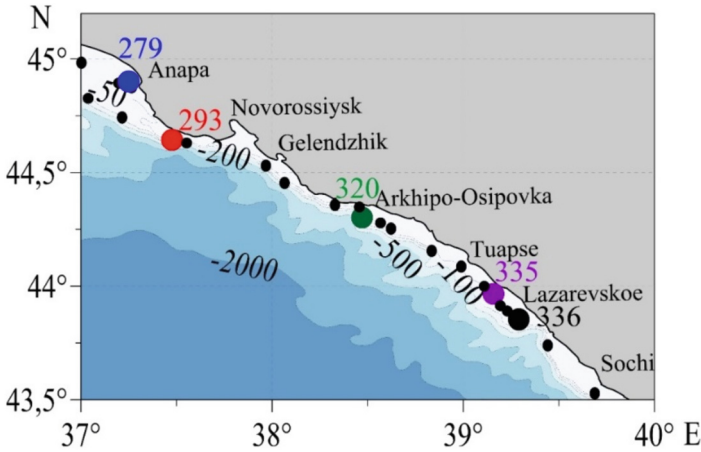 N
279
45°
Anapa
-50
293
Novorossiysk
-200
Gelendzhik
44,5°
320
Arkhipo-Osipovka
-500
Tuapse
-2000
-100
335
44°
Lazarevskoe
336
Sochi
43,5°
37° 38° 39° 40° E